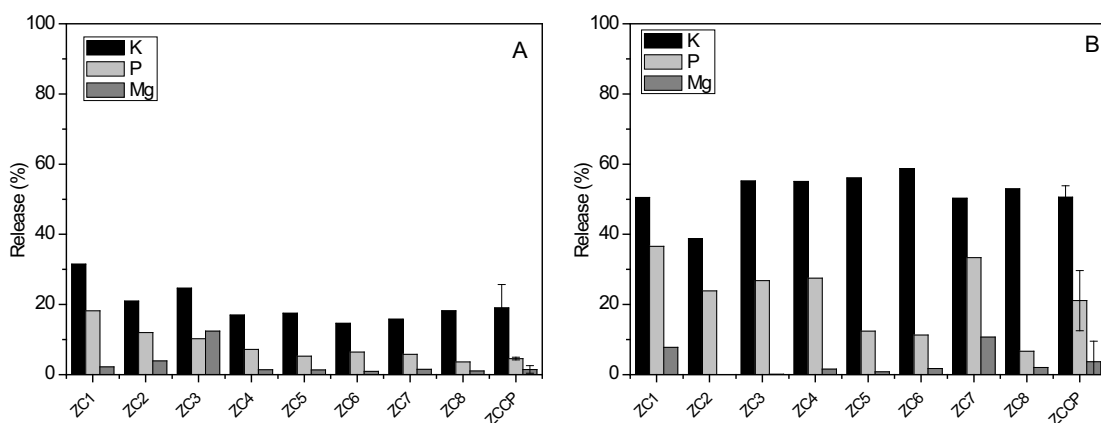 A
K
P
Mg
Release (%)
100
80
60
40
20
0
ZC1 ZC2 ZC3 ZC4 ZC5 ZC6 ZC7 ZC8 ZCCP
B
K
P
Mg
Release (%)
100
80
60
40
20
0
ZC1 ZC2 ZC3 ZC4 ZC5 ZC6 ZC7 ZC8 ZCCP